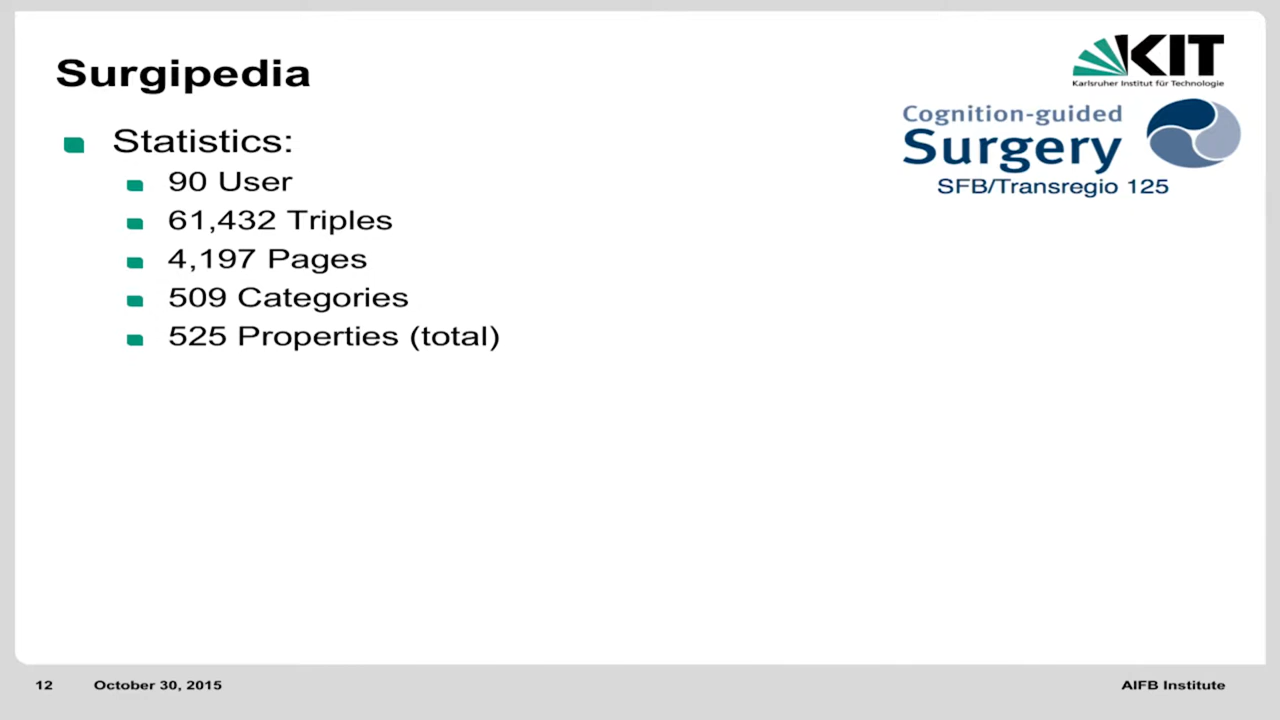 Surgipedia
KIT
Karlsruher Institut für Technologie
Cognition-guided
Surgery
SFB/Transregio 125
Statistics:
90 User
61,432 Triples
4,197 Pages
509 Categories
525 Properties (total)
12 October 30, 2015 AIFB Institute